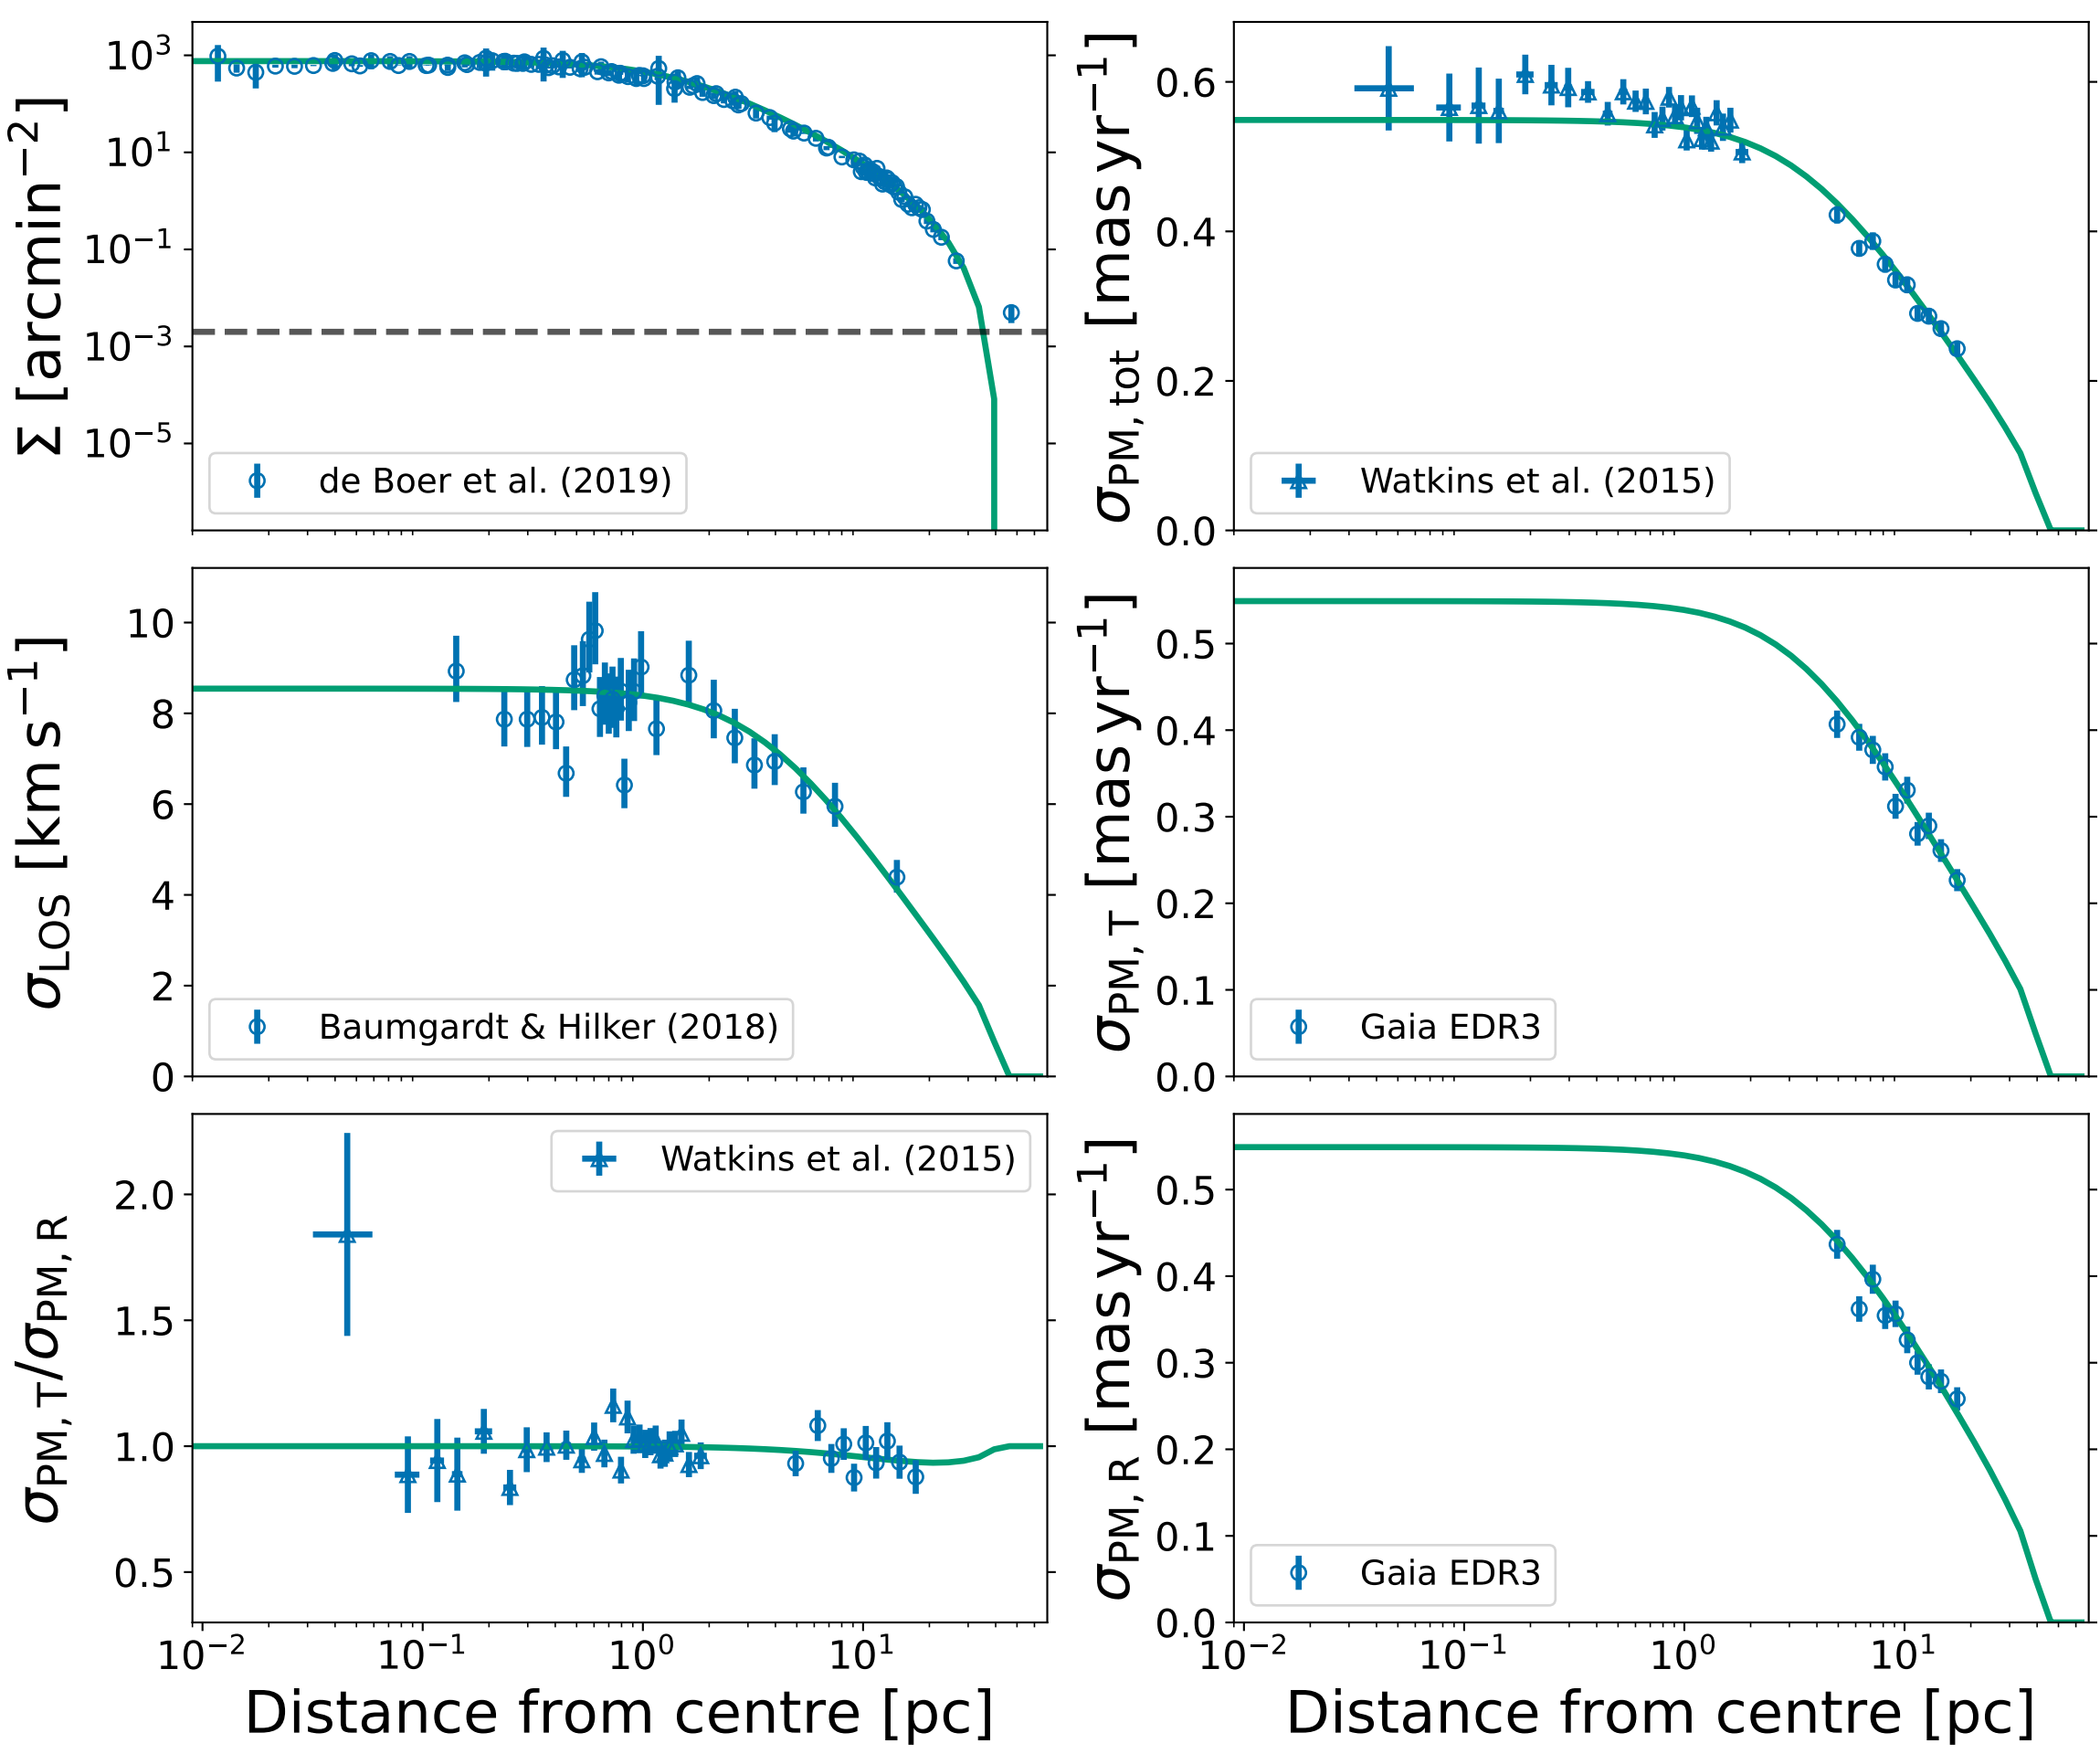 Σ [arcmin⁻²]
10³
10¹
10⁻¹
10⁻³
10⁻⁵
de Boer et al. (2019)
σPM, tot [mas yr⁻¹]
0.6
0.4
0.2
0.0
Watkins et al. (2015)
σLOS [km s⁻¹]
10
8
6
4
2
0
Baumgardt & Hilker (2018)
σPM, T [mas yr⁻¹]
0.5
0.4
0.3
0.2
0.1
0.0
Gaia EDR3
σPM, T/σPM, R
2.0
1.5
1.0
0.5
Watkins et al. (2015)
10⁻² 10⁻¹ 10⁰ 10¹
Distance from centre [pc]
σPM, R [mas yr⁻¹]
0.5
0.4
0.3
0.2
0.1
0.0
Gaia EDR3
10⁻² 10⁻¹ 10⁰ 10¹
Distance from centre [pc]